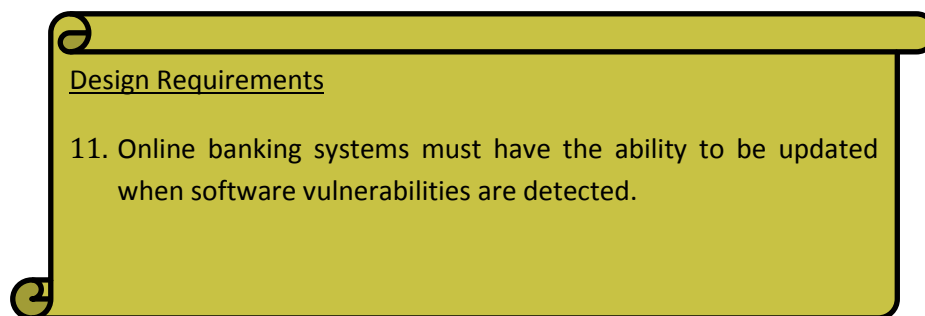 Design Requirements
11. Online banking systems must have the ability to be updated
when software vulnerabilities are detected.